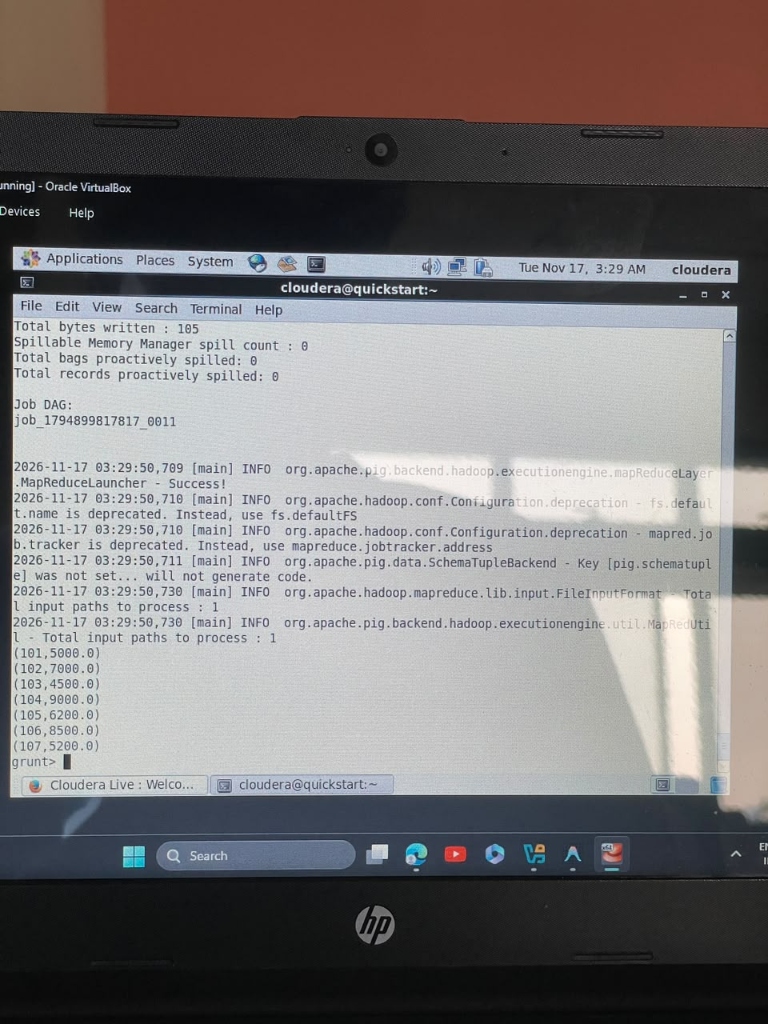 unning] - Oracle VirtualBox
Devices Help
Applications Places System Tue Nov 17, 3:29 AM cloudera
cloudera@quickstart:~
File Edit View Search Terminal Help
Total bytes written : 105
Spillable Memory Manager spill count : 0
Total bags proactively spilled: 0
Total records proactively spilled: 0
Job DAG:
job_1794899817817_0011
2026-11-17 03:29:50,709 [main] INFO  org.apache.pig.backend.hadoop.executionengine.mapReduceLayer
.MapReduceLauncher - Success!
2026-11-17 03:29:50,710 [main] INFO  org.apache.hadoop.conf.Configuration.deprecation - fs.defaul
t.name is deprecated. Instead, use fs.defaultFS
2026-11-17 03:29:50,710 [main] INFO  org.apache.hadoop.conf.Configuration.deprecation - mapred.jo
b.tracker is deprecated. Instead, use mapreduce.jobtracker.address
2026-11-17 03:29:50,711 [main] INFO  org.apache.pig.data.SchemaTupleBackend - Key [pig.schematupl
e] was not set... will not generate code.
2026-11-17 03:29:50,730 [main] INFO  org.apache.hadoop.mapreduce.lib.input.FileInputFormat - Tota
l input paths to process : 1
2026-11-17 03:29:50,730 [main] INFO  org.apache.pig.backend.hadoop.executionengine.util.MapRedUti
l - Total input paths to process : 1
(101,5000.0)
(102,7000.0)
(103,4500.0)
(104,9000.0)
(105,6200.0)
(106,8500.0)
(107,5200.0)
grunt>
Cloudera Live : Welco... cloudera@quickstart:~
Search
hp